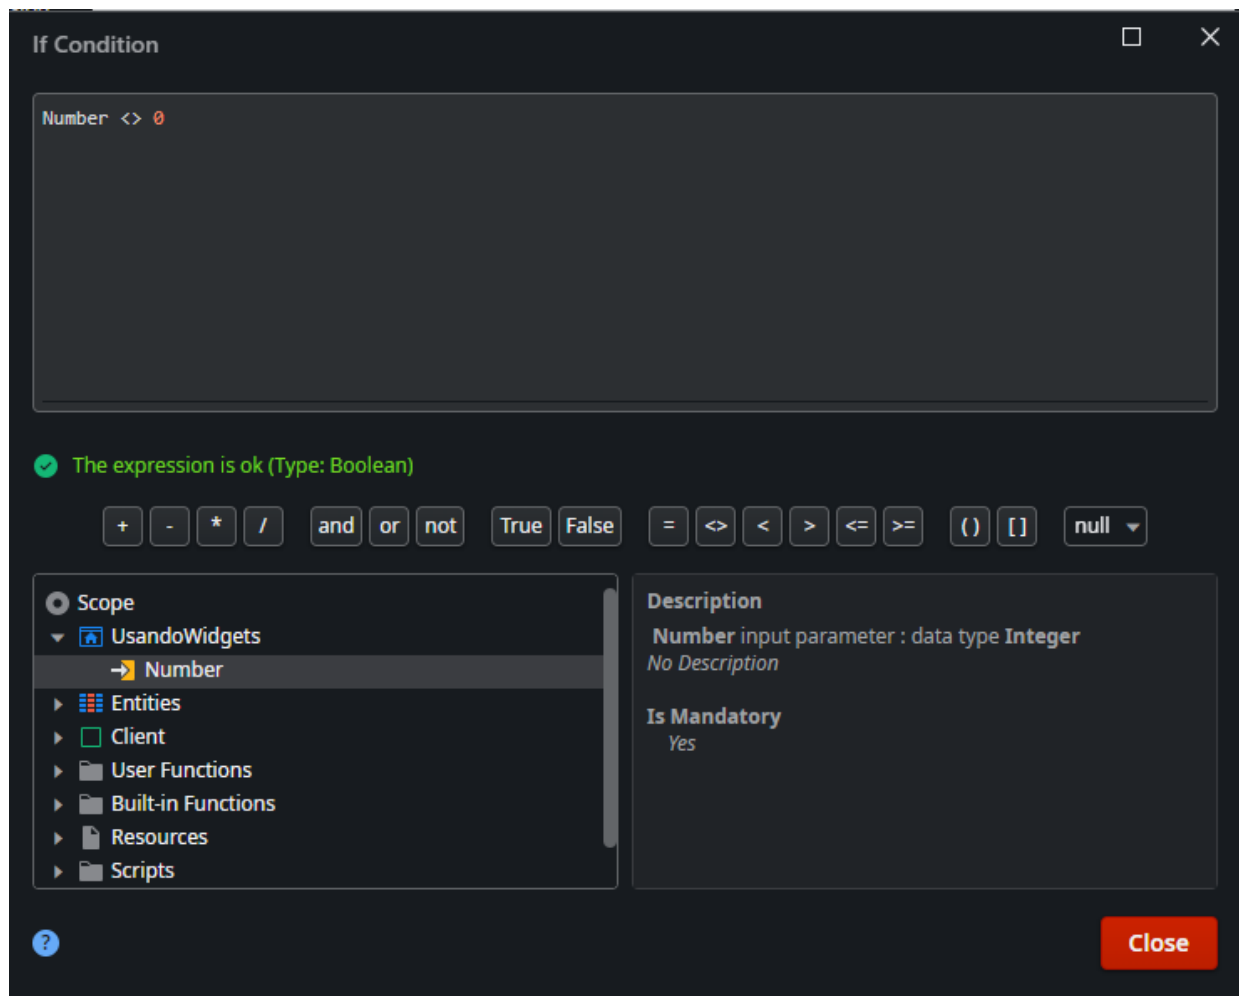 If Condition
Number <> 0
The expression is ok (Type: Boolean)
+ - * / and or not True False = <> < > <= >= ( ) [ ] null
Scope
UsandoWidgets
Number
Entities
Client
User Functions
Built-in Functions
Resources
Scripts
Description
Number input parameter : data type Integer
No Description
Is Mandatory
Yes
?
Close